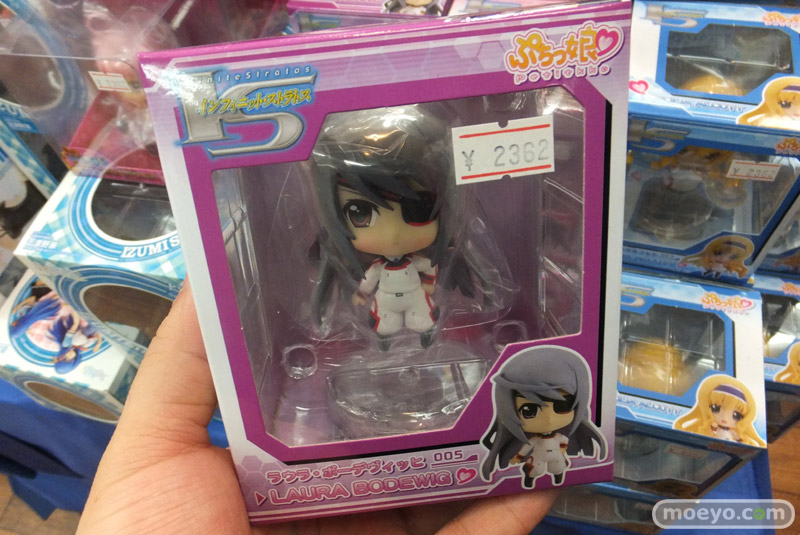 InfiniteStratos
IS
インフィニット・ストラトス
ぷちっ娘
¥ 2362
ラウラ・ボーデヴィッヒ 005
LAURA BODEWIG
IZUMI S
moeyo.com